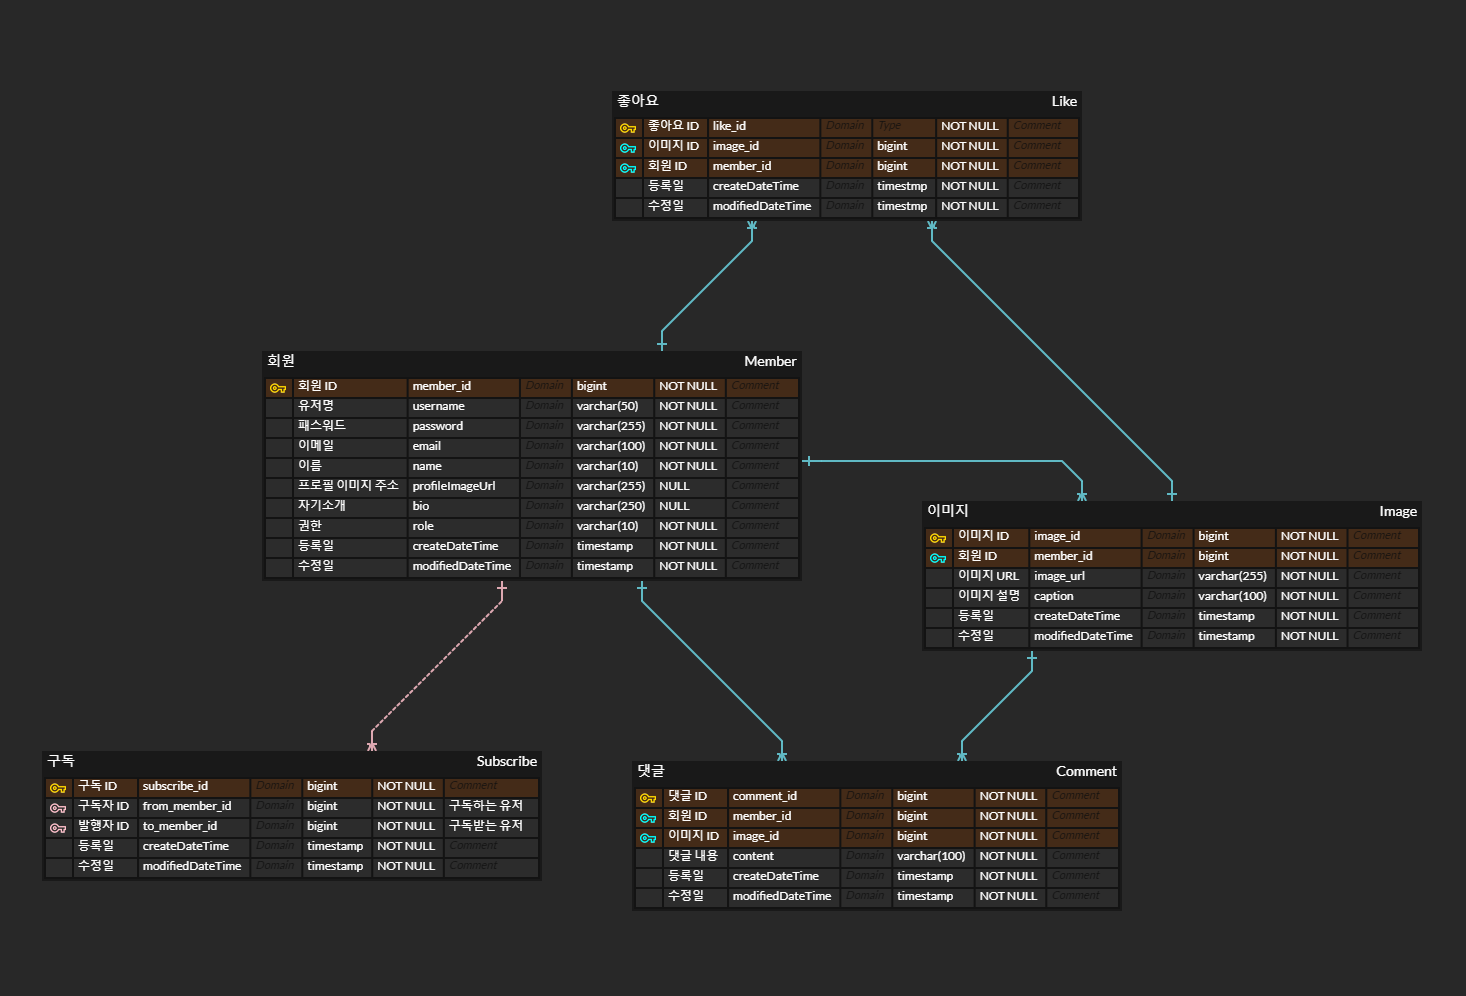 좋아요 Like
좋아요 ID like_id Domain Type NOT NULL Comment
이미지 ID image_id Domain bigint NOT NULL Comment
회원 ID member_id Domain bigint NOT NULL Comment
등록일 createDateTime Domain timestmp NOT NULL Comment
수정일 modifiedDateTime Domain timestmp NOT NULL Comment
회원 Member
회원 ID member_id Domain bigint NOT NULL Comment
유저명 username Domain varchar(50) NOT NULL Comment
패스워드 password Domain varchar(255) NOT NULL Comment
이메일 email Domain varchar(100) NOT NULL Comment
이름 name Domain varchar(10) NOT NULL Comment
프로필 이미지 주소 profileImageUrl Domain varchar(255) NULL Comment
자기소개 bio Domain varchar(250) NULL Comment
권한 role Domain varchar(10) NOT NULL Comment
등록일 createDateTime Domain timestamp NOT NULL Comment
수정일 modifiedDateTime Domain timestamp NOT NULL Comment
이미지 Image
이미지 ID image_id Domain bigint NOT NULL Comment
회원 ID member_id Domain bigint NOT NULL Comment
이미지 URL image_url Domain varchar(255) NOT NULL Comment
이미지 설명 caption Domain varchar(100) NOT NULL Comment
등록일 createDateTime Domain timestamp NOT NULL Comment
수정일 modifiedDateTime Domain timestamp NOT NULL Comment
구독 Subscribe
구독 ID subscribe_id Domain bigint NOT NULL Comment
구독자 ID from_member_id Domain bigint NOT NULL 구독하는 유저
발행자 ID to_member_id Domain bigint NOT NULL 구독받는 유저
등록일 createDateTime Domain timestamp NOT NULL Comment
수정일 modifiedDateTime Domain timestamp NOT NULL Comment
댓글 Comment
댓글 ID comment_id Domain bigint NOT NULL Comment
회원 ID member_id Domain bigint NOT NULL Comment
이미지 ID image_id Domain bigint NOT NULL Comment
댓글 내용 content Domain varchar(100) NOT NULL Comment
등록일 createDateTime Domain timestamp NOT NULL Comment
수정일 modifiedDateTime Domain timestamp NOT NULL Comment